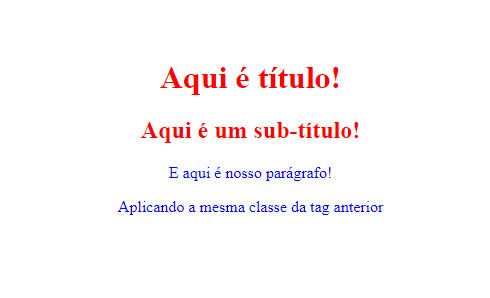 Aqui é título!
Aqui é um sub-título!
E aqui é nosso parágrafo!
Aplicando a mesma classe da tag anterior